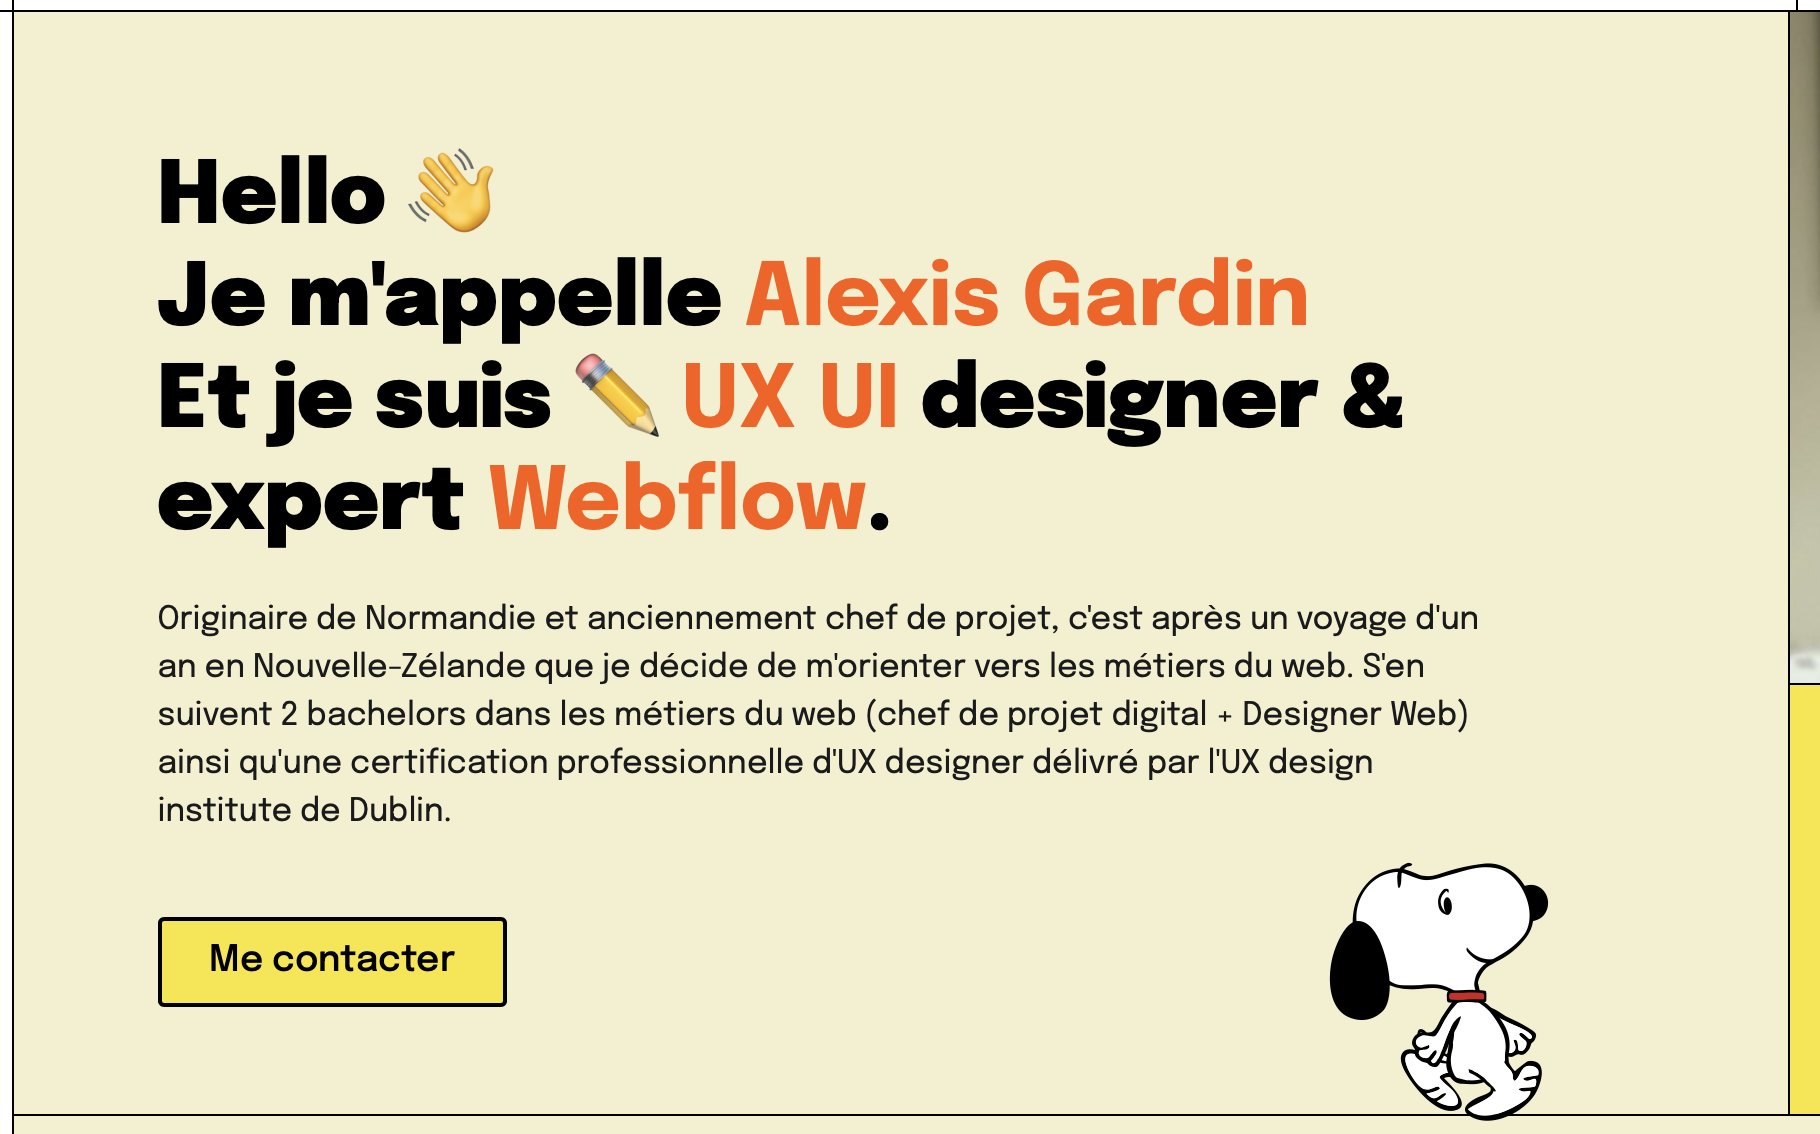 Hello 👋
Je m'appelle Alexis Gardin
Et je suis ✏️ UX UI designer &
expert Webflow.
Originaire de Normandie et anciennement chef de projet, c'est après un voyage d'un
an en Nouvelle-Zélande que je décide de m'orienter vers les métiers du web. S'en
suivent 2 bachelors dans les métiers du web (chef de projet digital + Designer Web)
ainsi qu'une certification professionnelle d'UX designer délivré par l'UX design
institute de Dublin.
Me contacter